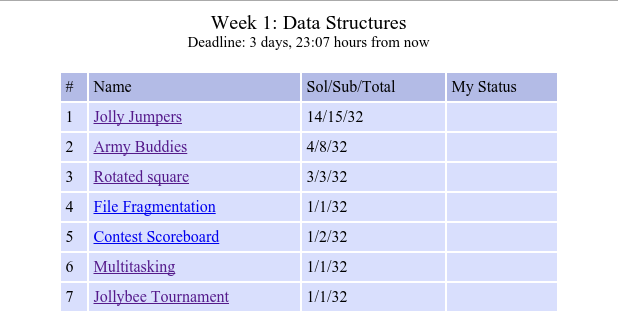 Week 1: Data Structures
Deadline: 3 days, 23:07 hours from now
# Name Sol/Sub/Total My Status
1 Jolly Jumpers 14/15/32
2 Army Buddies 4/8/32
3 Rotated square 3/3/32
4 File Fragmentation 1/1/32
5 Contest Scoreboard 1/2/32
6 Multitasking 1/1/32
7 Jollybee Tournament 1/1/32